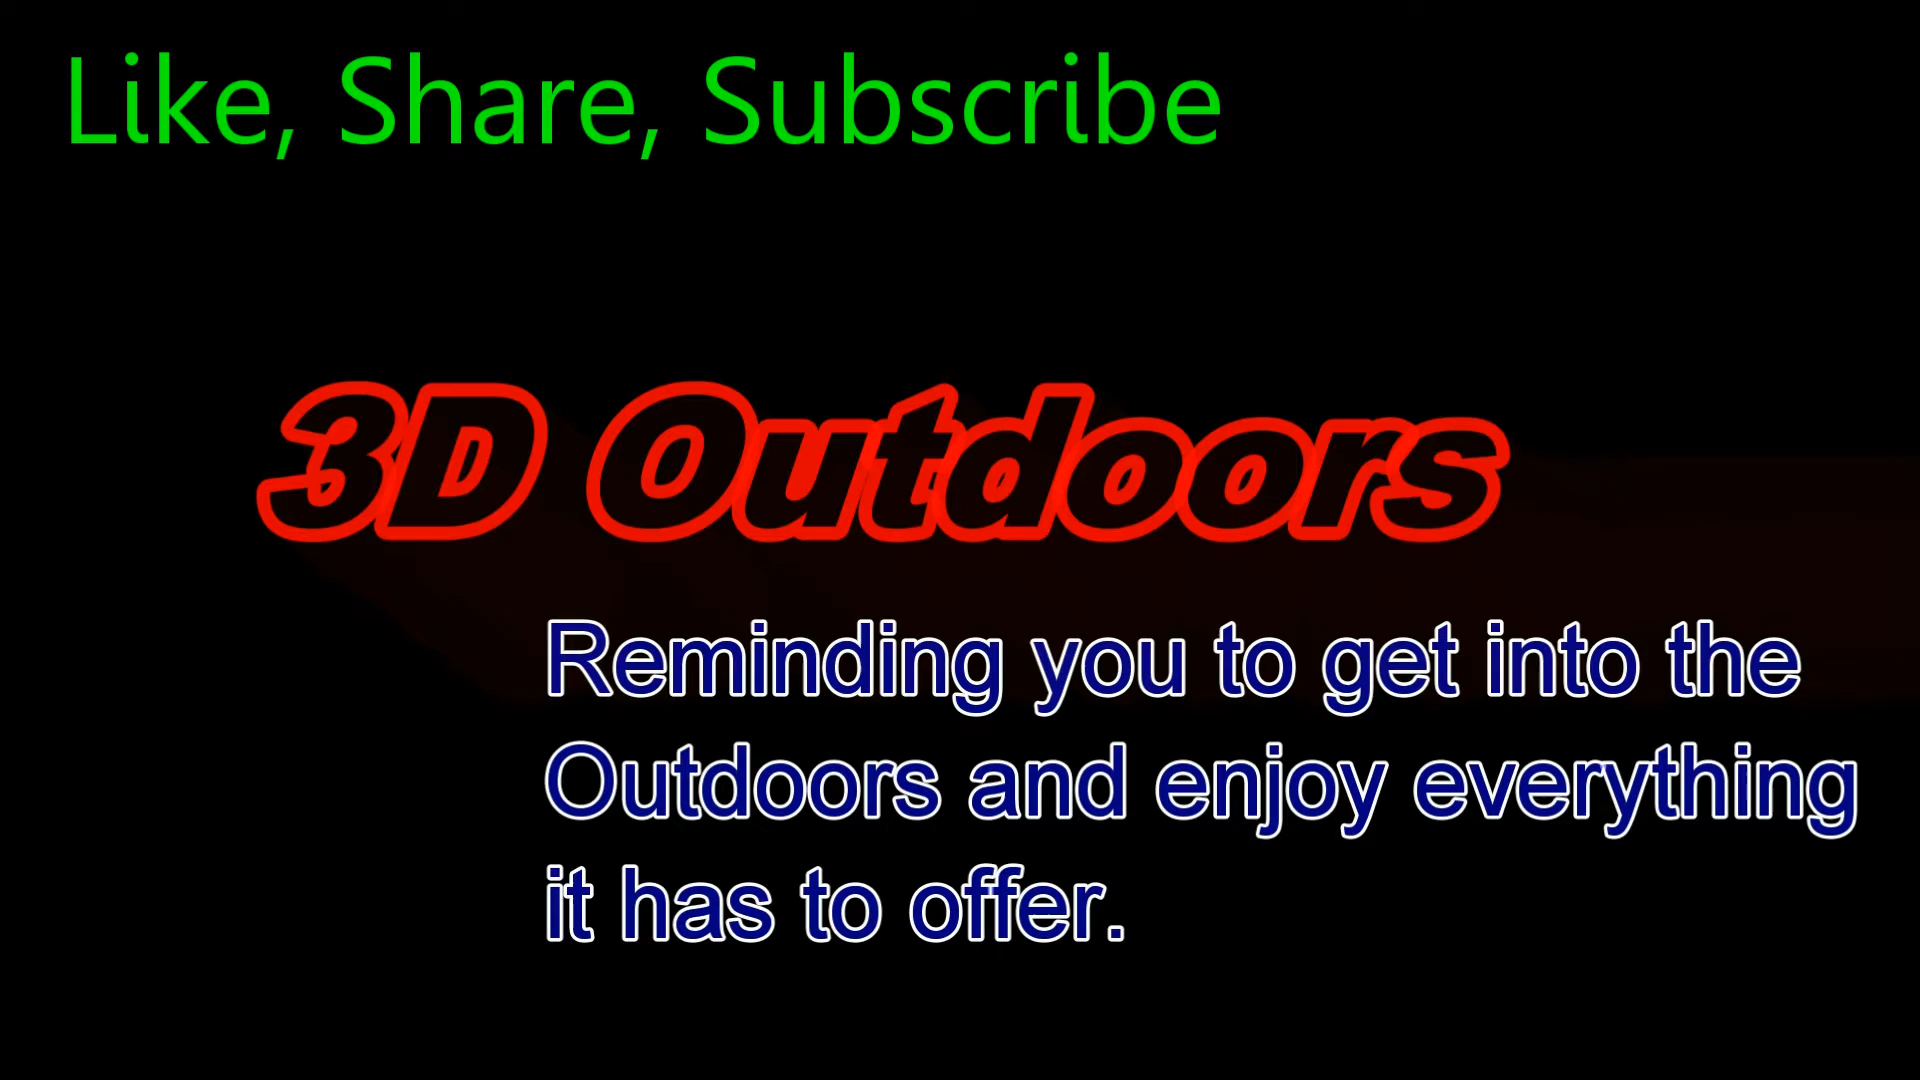 Like, Share, Subscribe
3D Outdoors
Reminding you to get into the
Outdoors and enjoy everything
it has to offer.